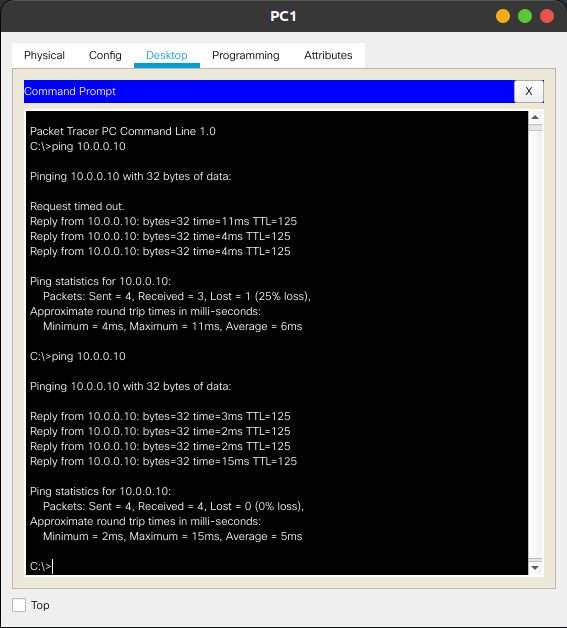 PC1
Physical Config Desktop Programming Attributes
Command Prompt X
Packet Tracer PC Command Line 1.0
C:\>ping 10.0.0.10
Pinging 10.0.0.10 with 32 bytes of data:
Request timed out.
Reply from 10.0.0.10: bytes=32 time=11ms TTL=125
Reply from 10.0.0.10: bytes=32 time=4ms TTL=125
Reply from 10.0.0.10: bytes=32 time=4ms TTL=125
Ping statistics for 10.0.0.10:
Packets: Sent = 4, Received = 3, Lost = 1 (25% loss),
Approximate round trip times in milli-seconds:
Minimum = 4ms, Maximum = 11ms, Average = 6ms
C:\>ping 10.0.0.10
Pinging 10.0.0.10 with 32 bytes of data:
Reply from 10.0.0.10: bytes=32 time=3ms TTL=125
Reply from 10.0.0.10: bytes=32 time=2ms TTL=125
Reply from 10.0.0.10: bytes=32 time=2ms TTL=125
Reply from 10.0.0.10: bytes=32 time=15ms TTL=125
Ping statistics for 10.0.0.10:
Packets: Sent = 4, Received = 4, Lost = 0 (0% loss),
Approximate round trip times in milli-seconds:
Minimum = 2ms, Maximum = 15ms, Average = 5ms
C:\>
Top